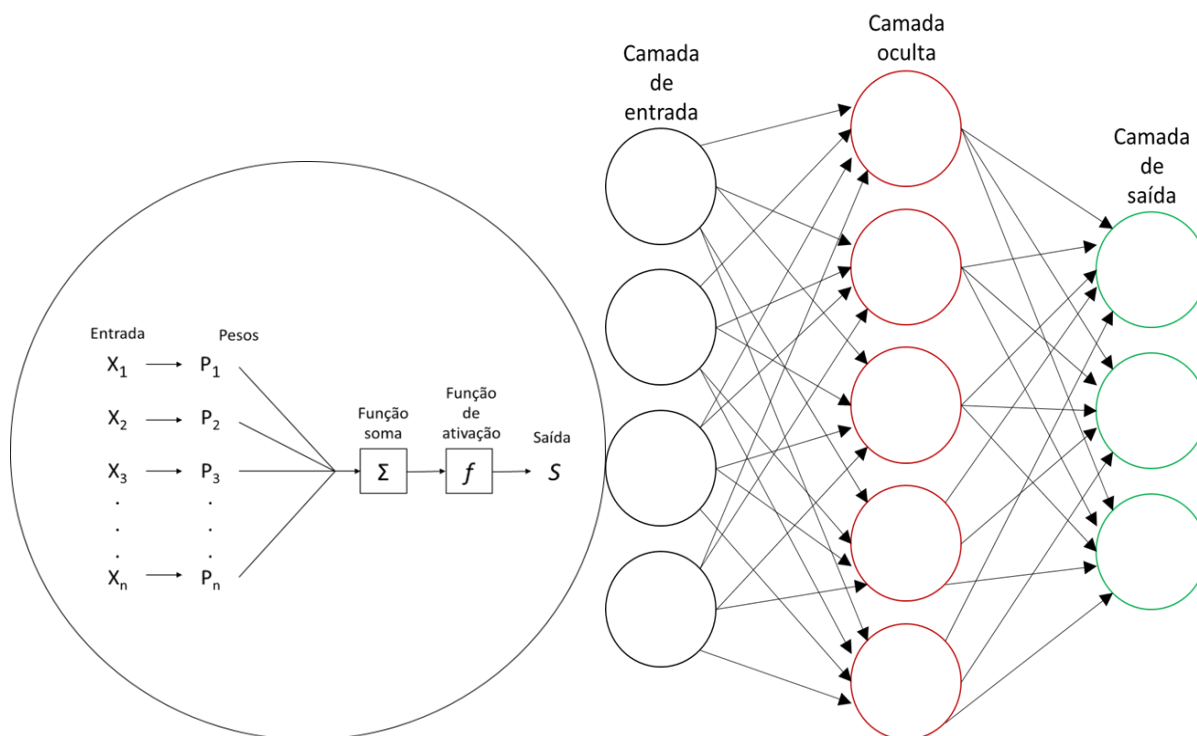 Camada
de
entrada
Camada
oculta
Camada
de
saída
Entrada
Pesos
X1
P1
X2
P2
X3
P3
.
.
.
.
.
.
Xn
Pn
Função
soma
Σ
Função
de
ativação
f
Saída
S